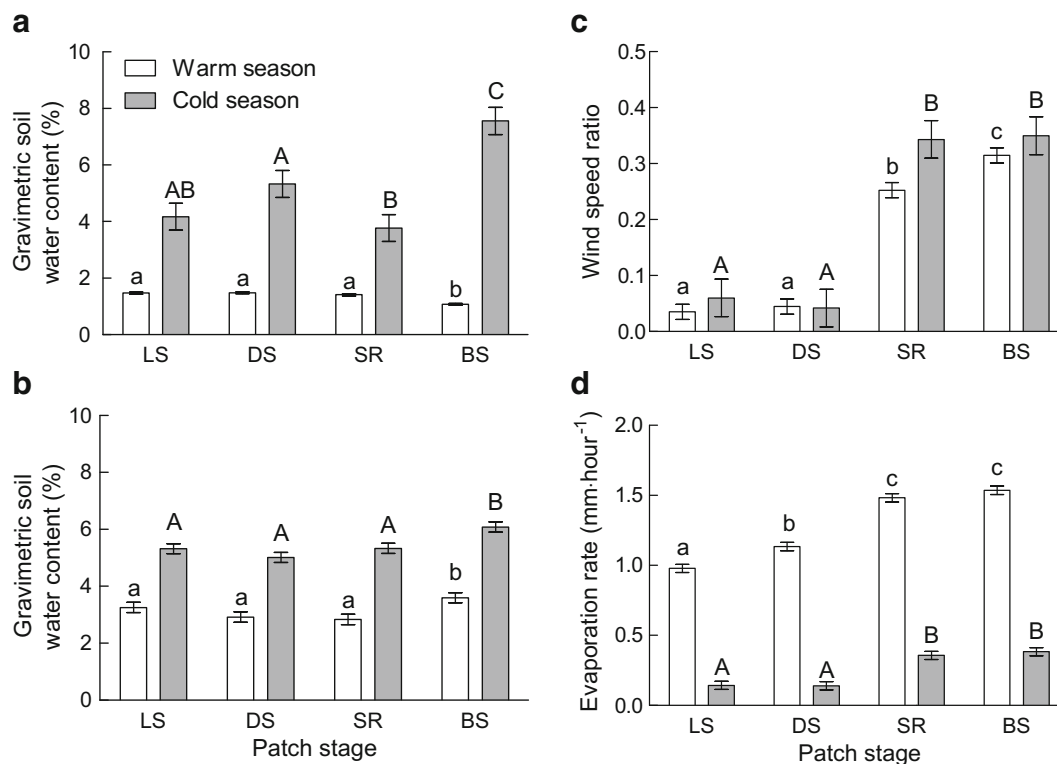 a
Gravimetric soil
water content (%)
10
8
6
4
2
0
Warm season
Cold season
a
AB
a
A
a
B
b
C
LS
DS
SR
BS
b
Gravimetric soil
water content (%)
10
8
6
4
2
0
a
A
a
A
a
A
b
B
LS
DS
SR
BS
Patch stage
c
Wind speed ratio
0.5
0.4
0.3
0.2
0.1
0.0
a
A
a
A
b
B
c
B
LS
DS
SR
BS
d
Evaporation rate (mm·hour⁻¹)
2.0
1.5
1.0
0.5
0.0
a
A
b
A
c
B
c
B
LS
DS
SR
BS
Patch stage